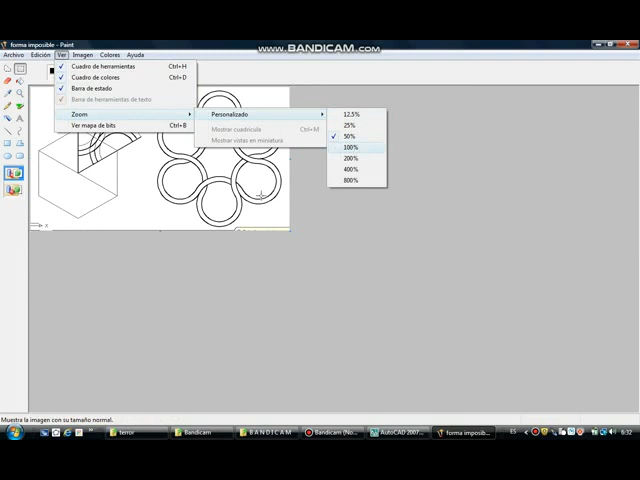 www.BANDICAM.com
forma imposible - Paint
Archivo Edición Ver Imagen Colores Ayuda
Cuadro de herramientas Ctrl+H
Cuadro de colores Ctrl+D
Barra de estado
Barra de herramientas de texto
Zoom
Ver mapa de bits Ctrl+B
Personalizado
Mostrar cuadrícula Ctrl+M
Mostrar vistas en miniatura
12.5%
25%
50%
100%
200%
400%
800%
x
Muestra la imagen con su tamaño normal.
terror
Bandicam
B A N D I C A M
Bandicam (No...
AutoCAD 2007...
forma imposib...
ES
6:32